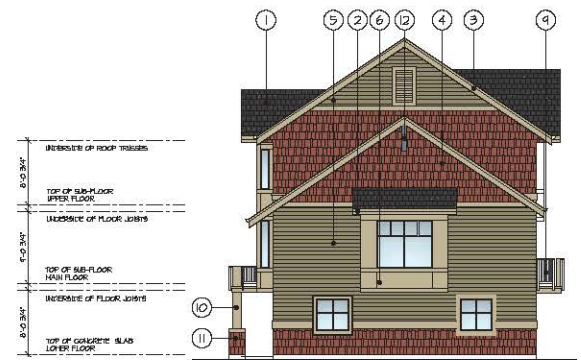 1 5 2 12 6 4 3 9
UNDERSIDE OF ROOF TRUSSES
8'-0 3/4"
TOP OF SUB-FLOOR
UPPER FLOOR
UNDERSIDE OF FLOOR JOISTS
9'-0 3/4"
TOP OF SUB-FLOOR
MAIN FLOOR
UNDERSIDE OF FLOOR JOISTS
10
8'-0 3/4"
TOP OF CONCRETE SLAB
LOWER FLOOR
11